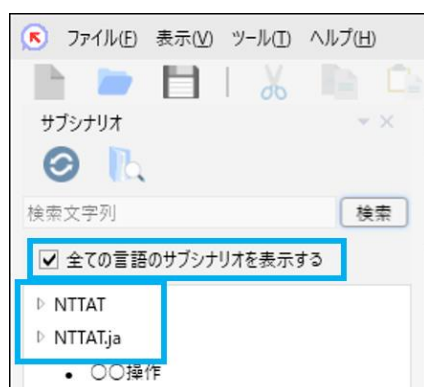 ファイル(F) 表示(V) ツール(T) ヘルプ(H)
サブシナリオ
検索文字列 検索
全ての言語のサブシナリオを表示する
NTTAT
NTTAT.ja
• 〇〇操作